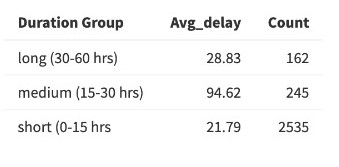 Duration Group Avg_delay Count
long (30-60 hrs) 28.83 162
medium (15-30 hrs) 94.62 245
short (0-15 hrs 21.79 2535